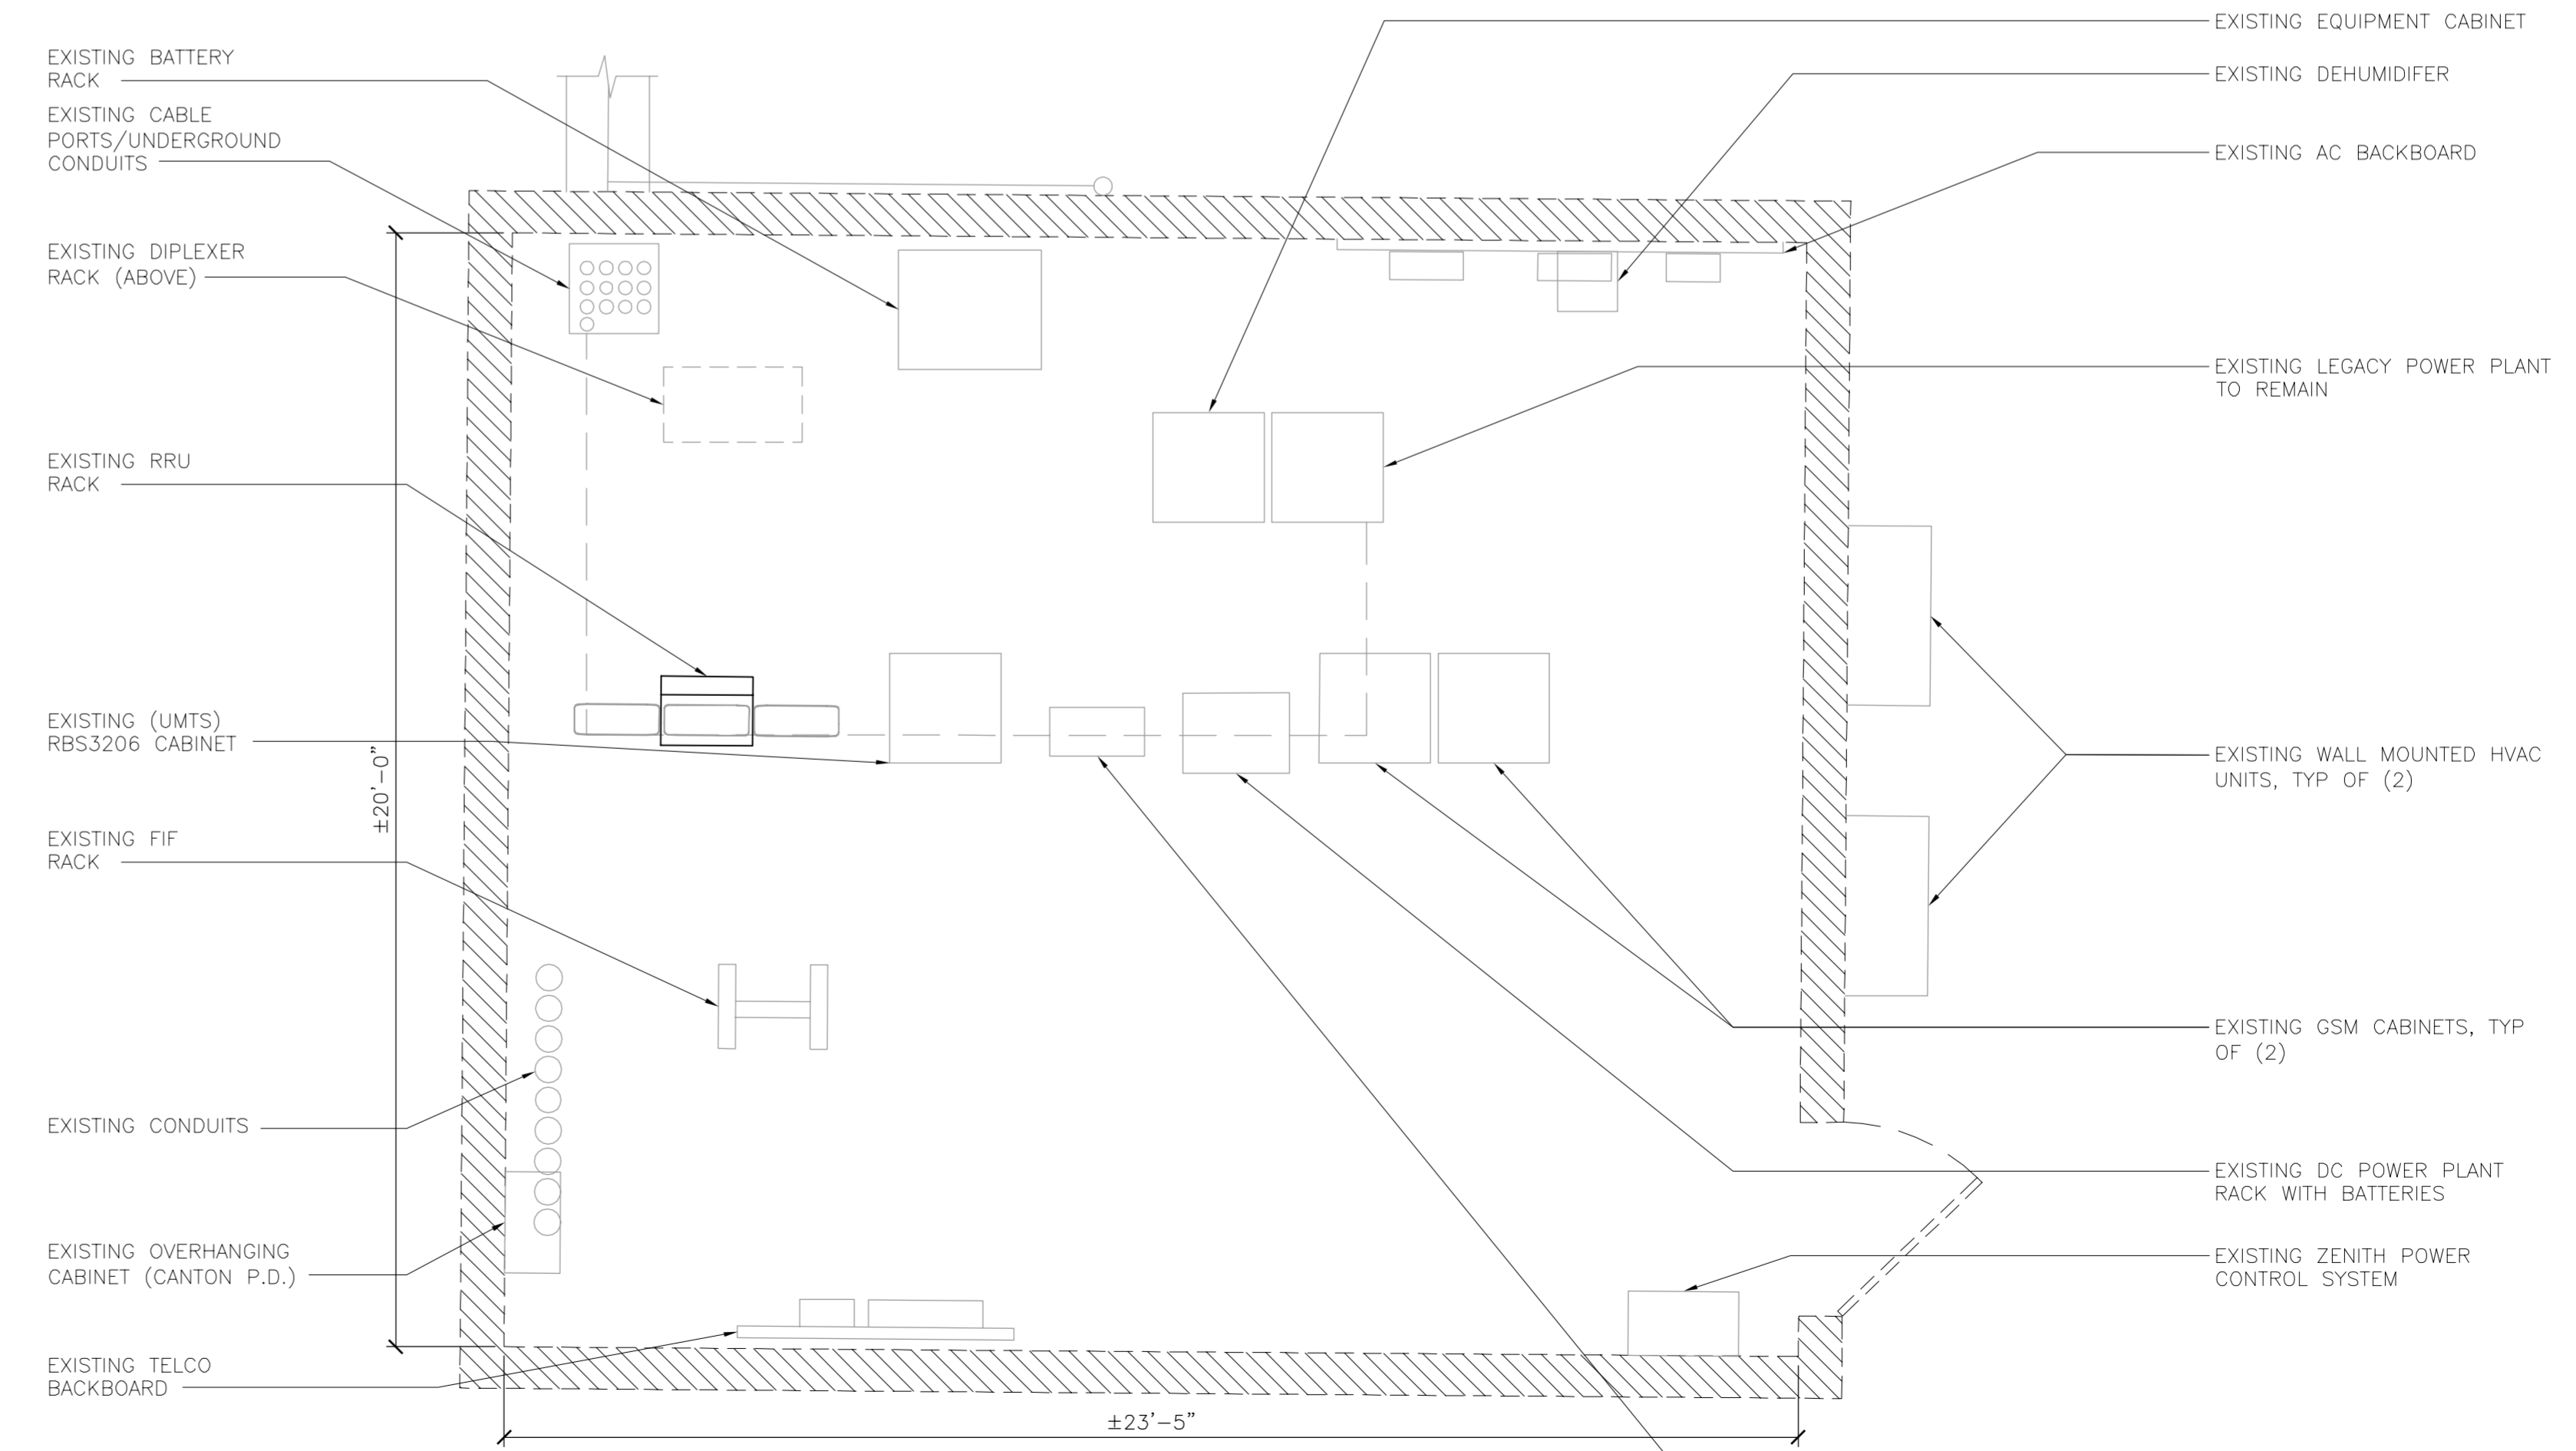 EXISTING BATTERY
RACK
EXISTING CABLE
PORTS/UNDERGROUND
CONDUITS
EXISTING DIPLEXER
RACK (ABOVE)
EXISTING RRU
RACK
EXISTING (UMTS)
RBS3206 CABINET
EXISTING FIF
RACK
EXISTING CONDUITS
EXISTING OVERHANGING
CABINET (CANTON P.D.)
EXISTING TELCO
BACKBOARD
±20'-0"
±23'-5"
EXISTING EQUIPMENT CABINET
EXISTING DEHUMIDIFER
EXISTING AC BACKBOARD
EXISTING LEGACY POWER PLANT
TO REMAIN
EXISTING WALL MOUNTED HVAC
UNITS, TYP OF (2)
EXISTING GSM CABINETS, TYP
OF (2)
EXISTING DC POWER PLANT
RACK WITH BATTERIES
EXISTING ZENITH POWER
CONTROL SYSTEM